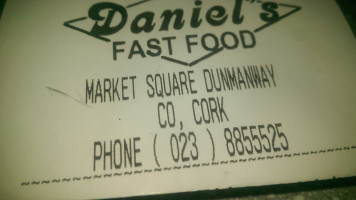 Daniel's
FAST FOOD
MARKET SQUARE DUNMANWAY
CO, CORK
PHONE ( 023 ) 8855525